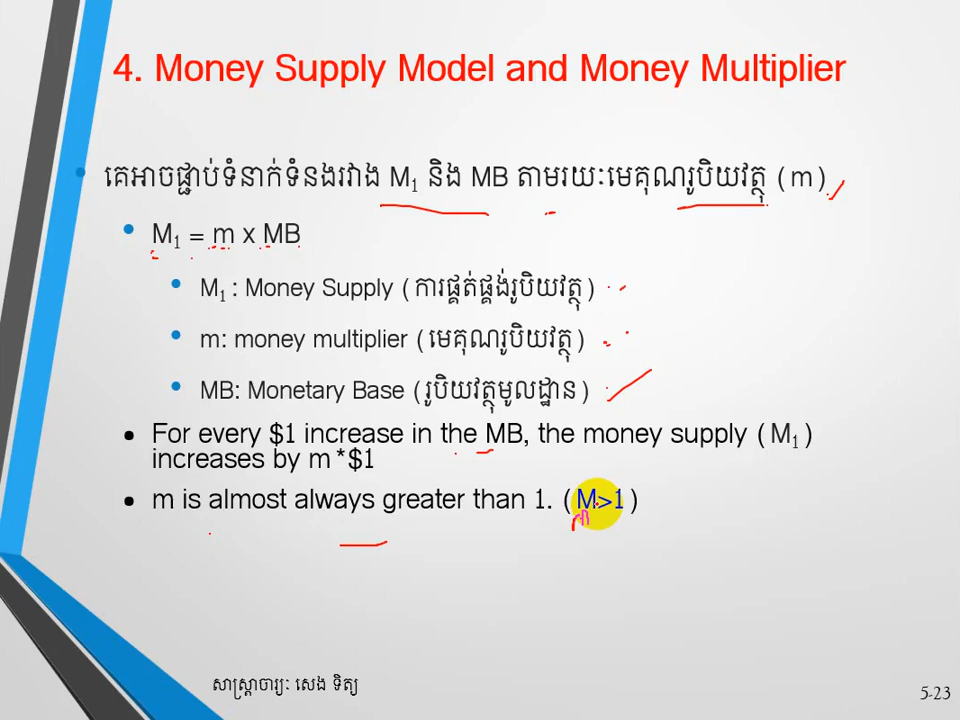 4. Money Supply Model and Money Multiplier
• គេអាចផ្ជាប់ទំនាក់ទំនងរវាង M₁ និង MB តាមរយៈមេគុណរូបិយវត្ថុ (m)
• M₁ = m x MB
• M₁ : Money Supply (ការផ្គត់ផ្គង់រូបិយវត្ថុ)
• m: money multiplier (មេគុណរូបិយវត្ថុ)
• MB: Monetary Base (រូបិយវត្ថុមូលដ្ឋាន)
• For every $1 increase in the MB, the money supply (M₁)
increases by m*$1
• m is almost always greater than 1. (M>1)
m
សាស្ត្រាចារ្យៈ សេង ទិត្យ
5-23